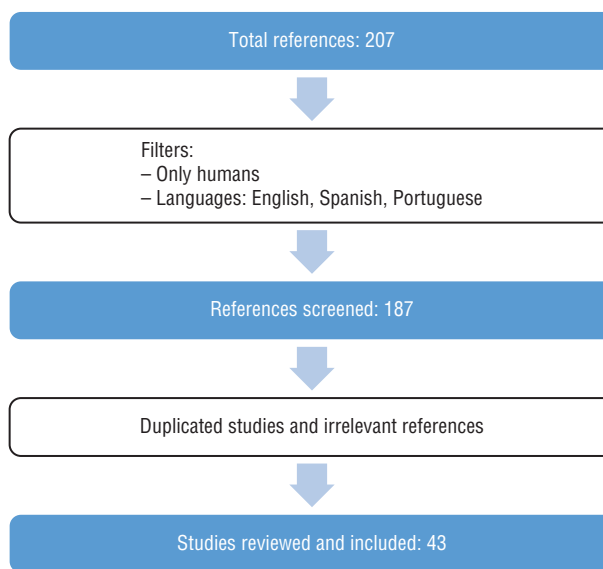 Total references: 207
Filters:
– Only humans
– Languages: English, Spanish, Portuguese
References screened: 187
Duplicated studies and irrelevant references
Studies reviewed and included: 43